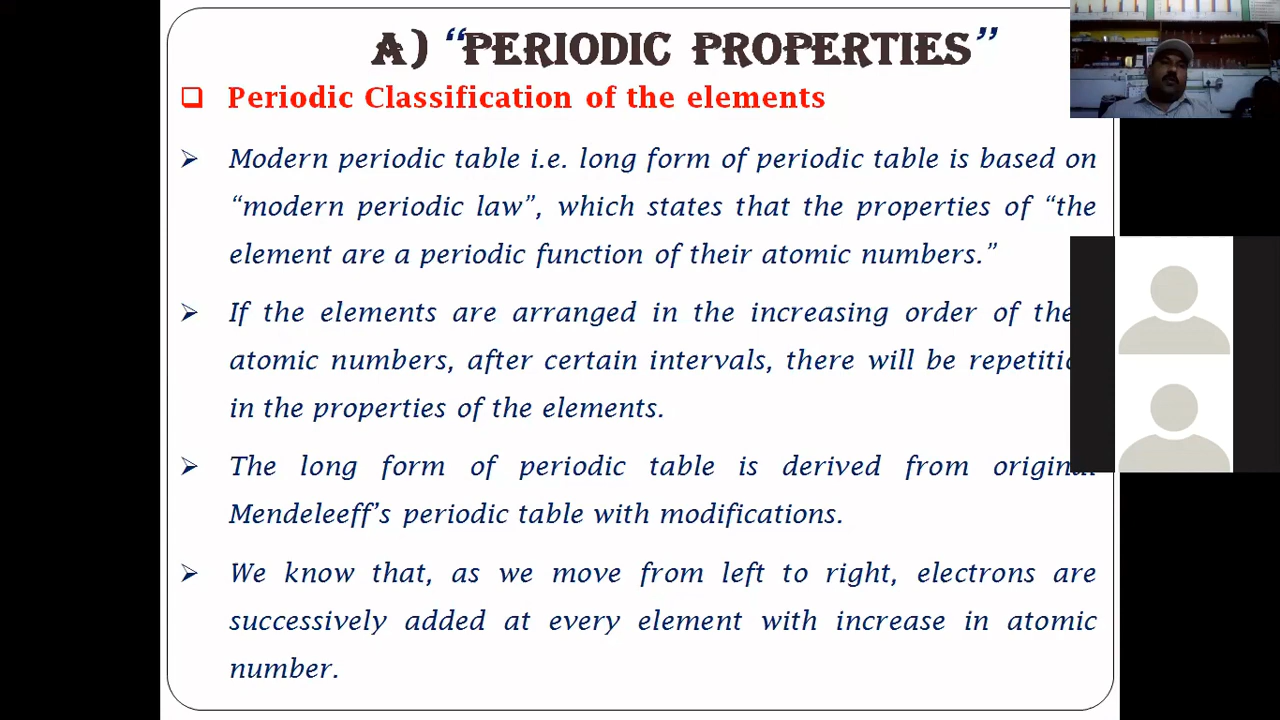 A) “PERIODIC PROPERTIES”
Periodic Classification of the elements
Modern periodic table i.e. long form of periodic table is based on
“modern periodic law”, which states that the properties of “the
element are a periodic function of their atomic numbers.”
If the elements are arranged in the increasing order of
atomic numbers, after certain intervals, there will be
in the properties of the elements.
The long form of periodic table is derived from original
Mendeleeff’s periodic table with modifications.
We know that, as we move from left to right, electrons are
successively added at every element with increase in atomic
number.